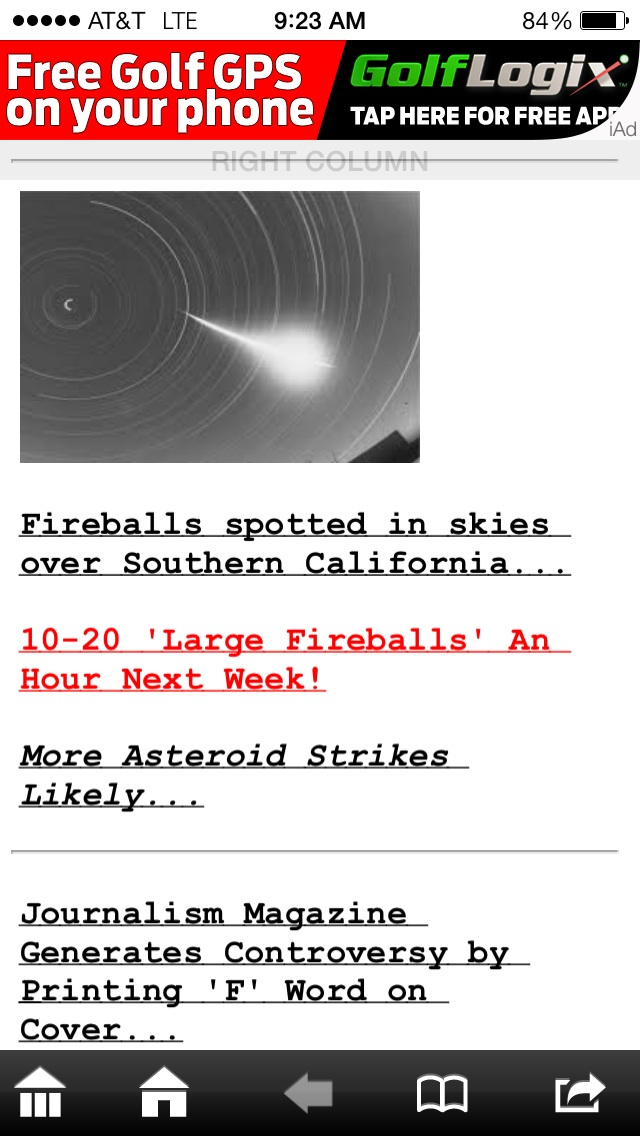 ●●●●● AT&T LTE 9:23 AM 84%
Free Golf GPS
on your phone
GolfLogix™
TAP HERE FOR FREE APP
iAd
RIGHT COLUMN
Fireballs spotted in skies
over Southern California...
10-20 'Large Fireballs' An
Hour Next Week!
More Asteroid Strikes
Likely...
Journalism Magazine
Generates Controversy by
Printing 'F' Word on
Cover...